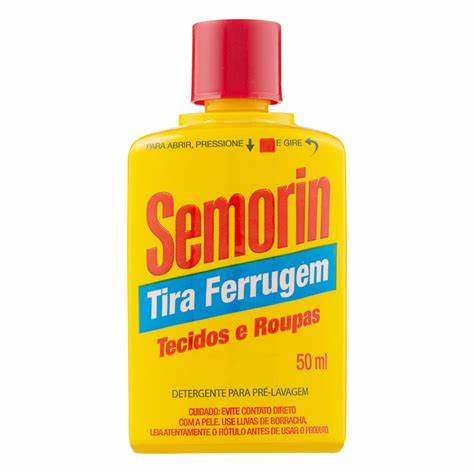 PARA ABRIR, PRESSIONE E GIRE
Semorin
Tira Ferrugem
Tecidos e Roupas
50 ml
DETERGENTE PARA PRÉ-LAVAGEM
CUIDADO: EVITE CONTATO DIRETO
COM A PELE. USE LUVAS DE BORRACHA.
LEIA ATENTAMENTE O RÓTULO ANTES DE USAR O PRODUTO.